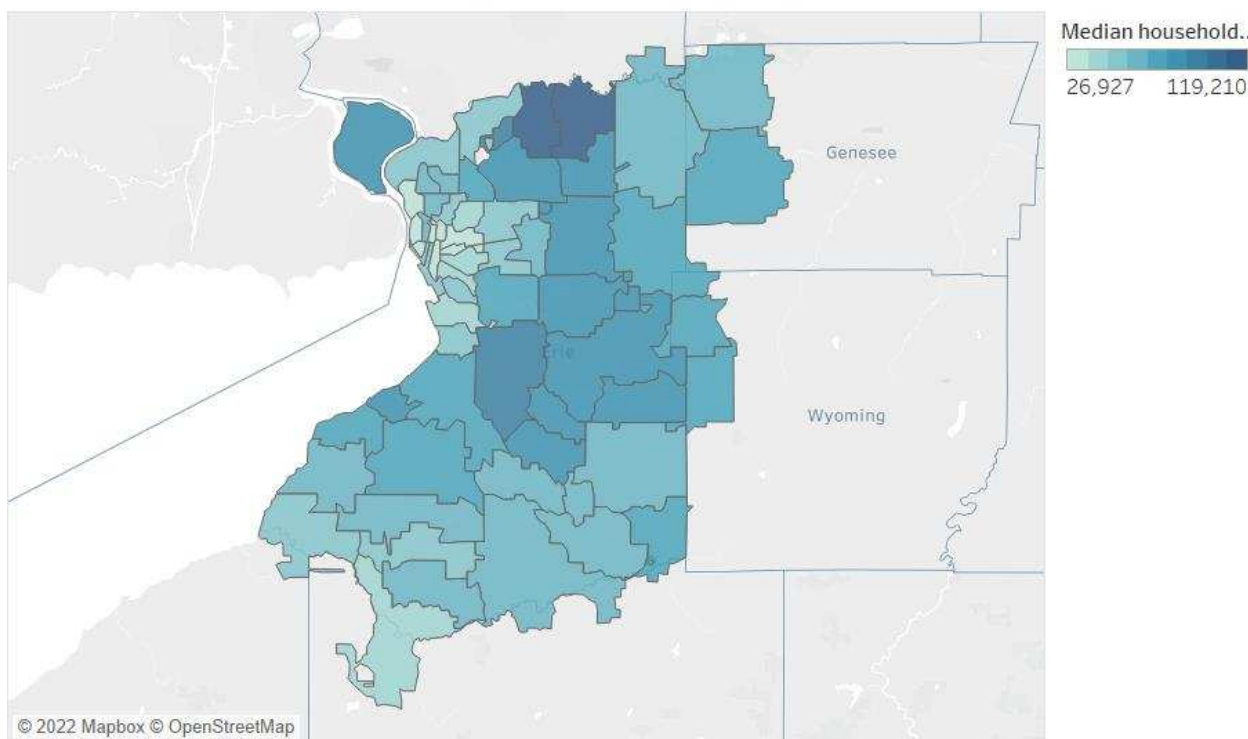 Median household..
26,927 119,210
Genesee
Erie
Wyoming
© 2022 Mapbox © OpenStreetMap